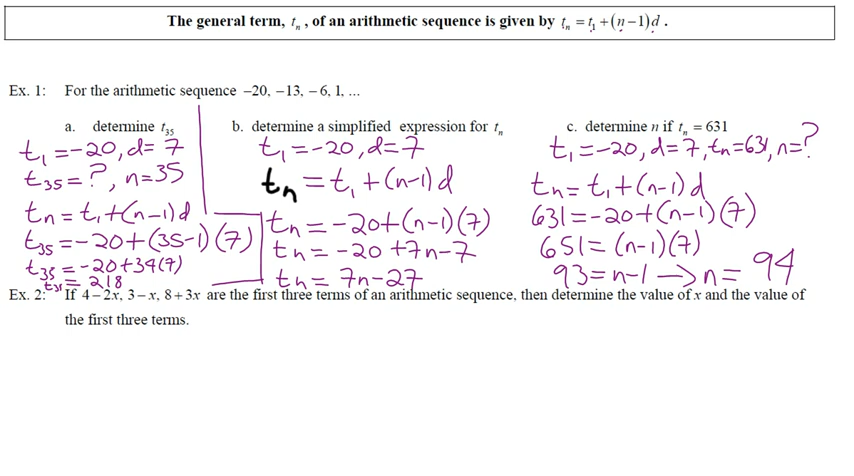 The general term, tₙ, of an arithmetic sequence is given by tₙ = t₁ + (n − 1)d.
Ex. 1: For the arithmetic sequence −20, −13, −6, 1, ...
a. determine t₃₅
t₁ = −20, d = 7
t₃₅ = ?, n = 35
tₙ = t₁ + (n−1)d
t₃₅ = −20 + (35−1)(7)
t₃₅ = −20 + 34(7)
t₃₅ = 218
b. determine a simplified expression for tₙ
t₁ = −20, d = 7
tₙ = t₁ + (n−1)d
tₙ = −20 + (n−1)(7)
tₙ = −20 + 7n − 7
tₙ = 7n − 27
c. determine n if tₙ = 631
t₁ = −20, d = 7, tₙ = 631, n = ?
tₙ = t₁ + (n−1)d
631 = −20 + (n−1)(7)
651 = (n−1)(7)
93 = n−1 → n = 94
Ex. 2: If 4 − 2x, 3 − x, 8 + 3x are the first three terms of an arithmetic sequence, then determine the value of x and the value of
the first three terms.